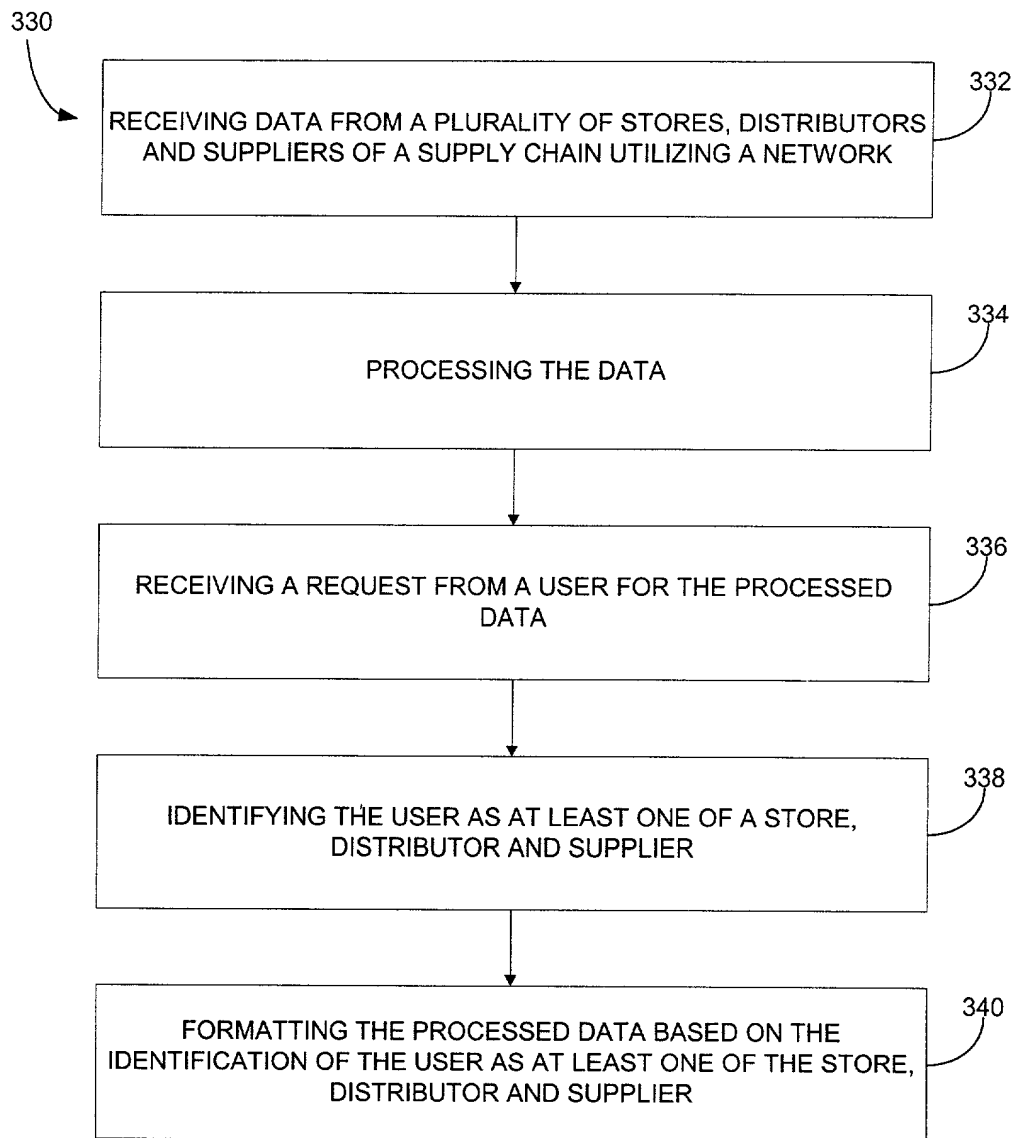 330
332
RECEIVING DATA FROM A PLURALITY OF STORES, DISTRIBUTORS
AND SUPPLIERS OF A SUPPLY CHAIN UTILIZING A NETWORK
334
PROCESSING THE DATA
336
RECEIVING A REQUEST FROM A USER FOR THE PROCESSED
DATA
338
IDENTIFYING THE USER AS AT LEAST ONE OF A STORE,
DISTRIBUTOR AND SUPPLIER
340
FORMATTING THE PROCESSED DATA BASED ON THE
IDENTIFICATION OF THE USER AS AT LEAST ONE OF THE STORE,
DISTRIBUTOR AND SUPPLIER